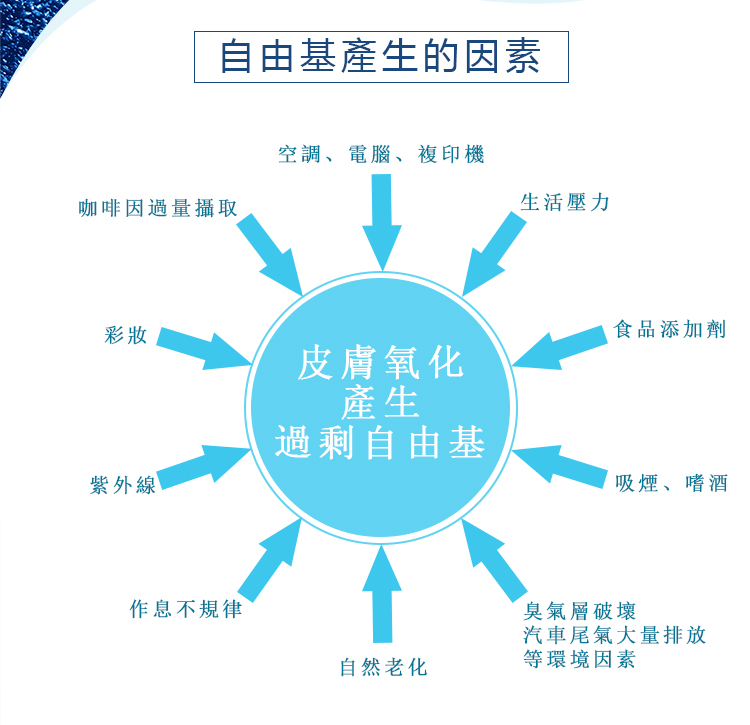 自由基產生的因素
空調、電腦、複印機
生活壓力
咖啡因過量攝取
食品添加劑
彩妝
皮膚氧化
產生
過剩自由基
紫外線
吸煙、嗜酒
作息不規律
臭氣層破壞
汽車尾氣大量排放
等環境因素
自然老化